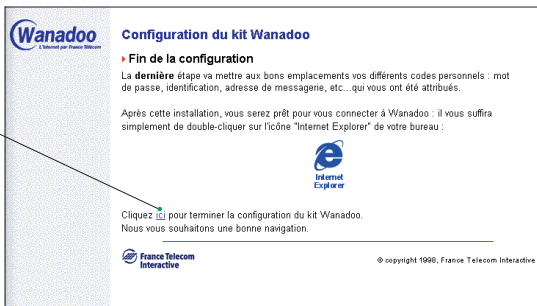 Wanadoo
L'Internet par France Télécom
Configuration du kit Wanadoo
Fin de la configuration
La dernière étape va mettre aux bons emplacements vos différents codes personnels : mot
de passe, identification, adresse de messagerie, etc...qui vous ont été attribués.
Après cette installation, vous serez prêt pour vous connecter à Wanadoo : il vous suffira
simplement de double-cliquer sur l'icône "Internet Explorer" de votre bureau :
Internet
Explorer
Cliquez ici pour terminer la configuration du kit Wanadoo.
Nous vous souhaitons une bonne navigation.
France Telecom
Interactive
© copyright 1998, France Telecom Interactive